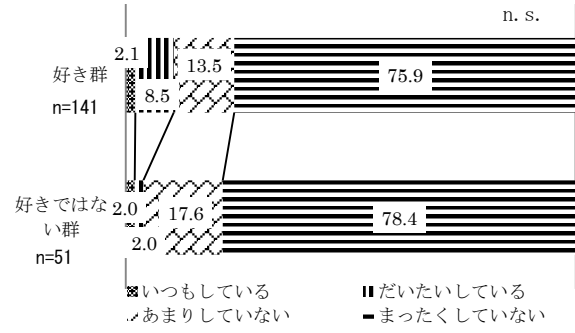 n.s.
好き群
n=141
2.1
8.5
13.5
75.9
好きではな
い群
n=51
2.0
2.0
17.6
78.4
いつもしている
だいたいしている
あまりしていない
まったくしていない